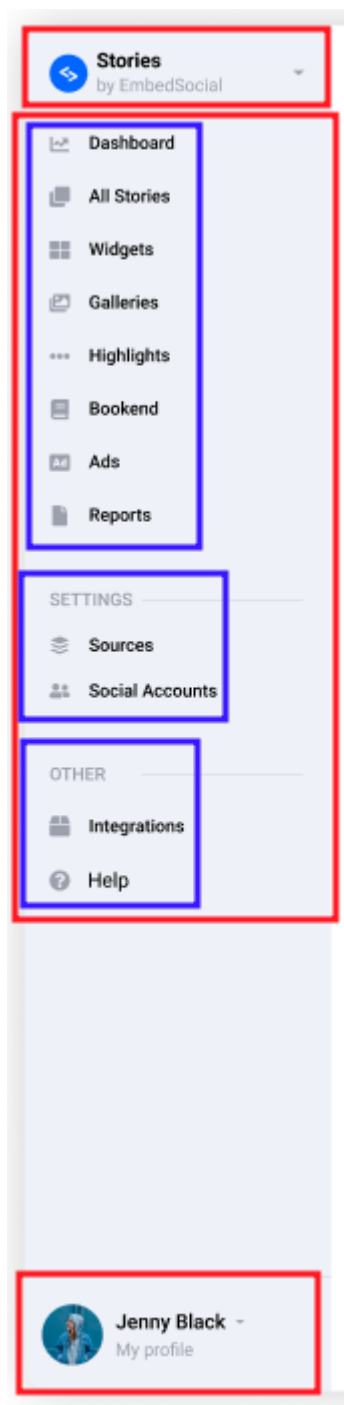 Stories
by EmbedSocial
Dashboard
All Stories
Widgets
Galleries
Highlights
Bookend
Ad Ads
Reports
SETTINGS
Sources
Social Accounts
OTHER
Integrations
Help
Jenny Black
My profile